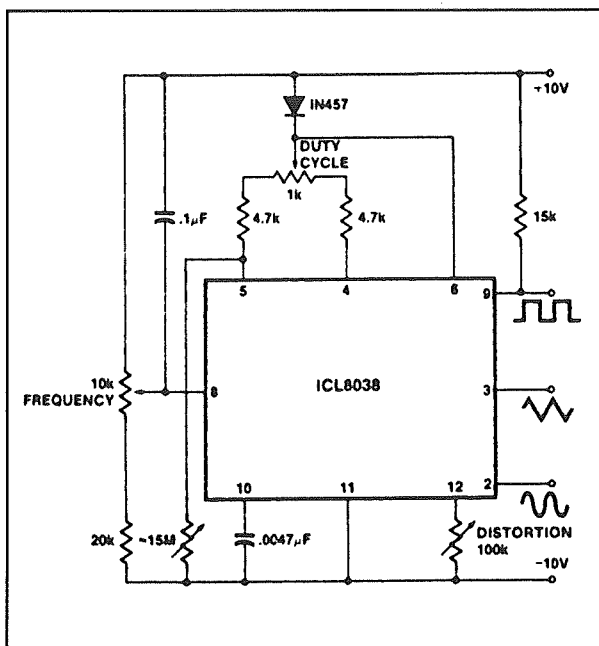 +10V
IN457
DUTY
CYCLE
1k
.1µF
4.7k
4.7k
15k
5
4
6
9
10k
FREQUENCY
8
ICL8038
3
2
10
11
12
20k
~15M
.0047µF
DISTORTION
100k
−10V